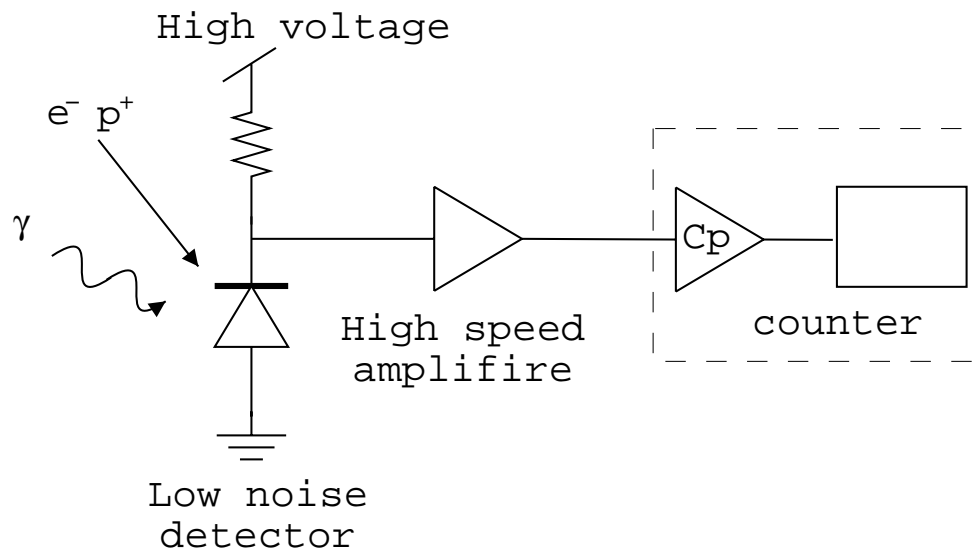 High voltage
e⁻ p⁺
γ
Cp
High speed
amplifire
counter
Low noise
detector